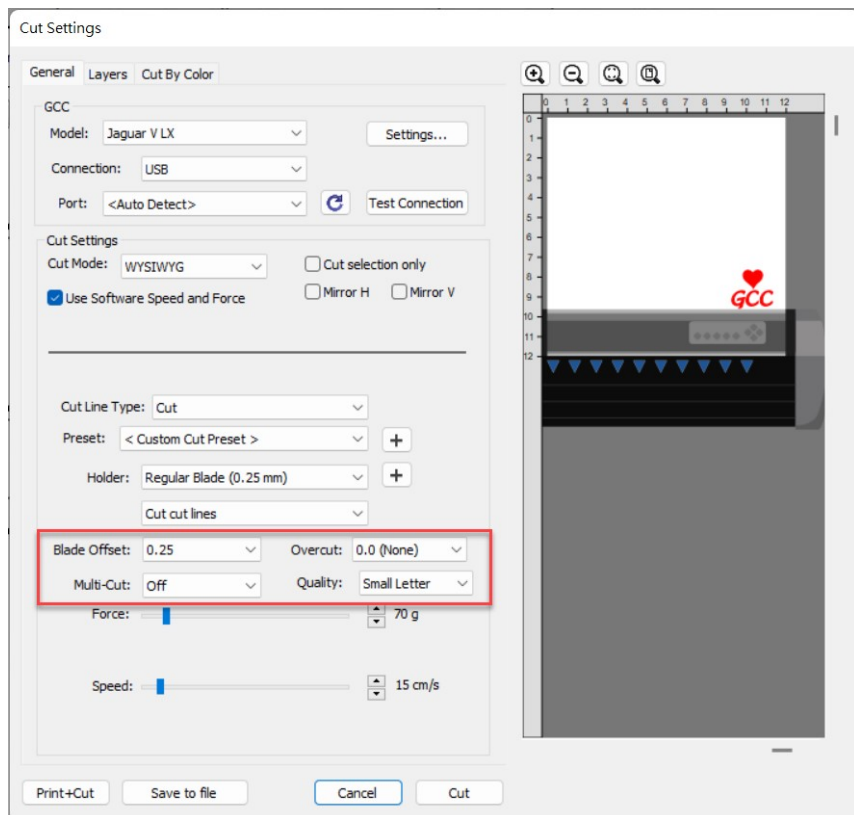 Cut Settings
General Layers Cut By Color
GCC
Model: Jaguar V LX Settings...
Connection: USB
Port: <Auto Detect> Test Connection
Cut Settings
Cut Mode: WYSIWYG Cut selection only
Use Software Speed and Force Mirror H Mirror V
Cut Line Type: Cut
Preset: < Custom Cut Preset > +
Holder: Regular Blade (0.25 mm) +
Cut cut lines
Blade Offset: 0.25 Overcut: 0.0 (None)
Multi-Cut: Off Quality: Small Letter
Force: 70 g
Speed: 15 cm/s
Print+Cut Save to file Cancel Cut
0 1 2 3 4 5 6 7 8 9 10 11 12
0
1
2
3
4
5
6
7
8
9
10
11
12
GCC